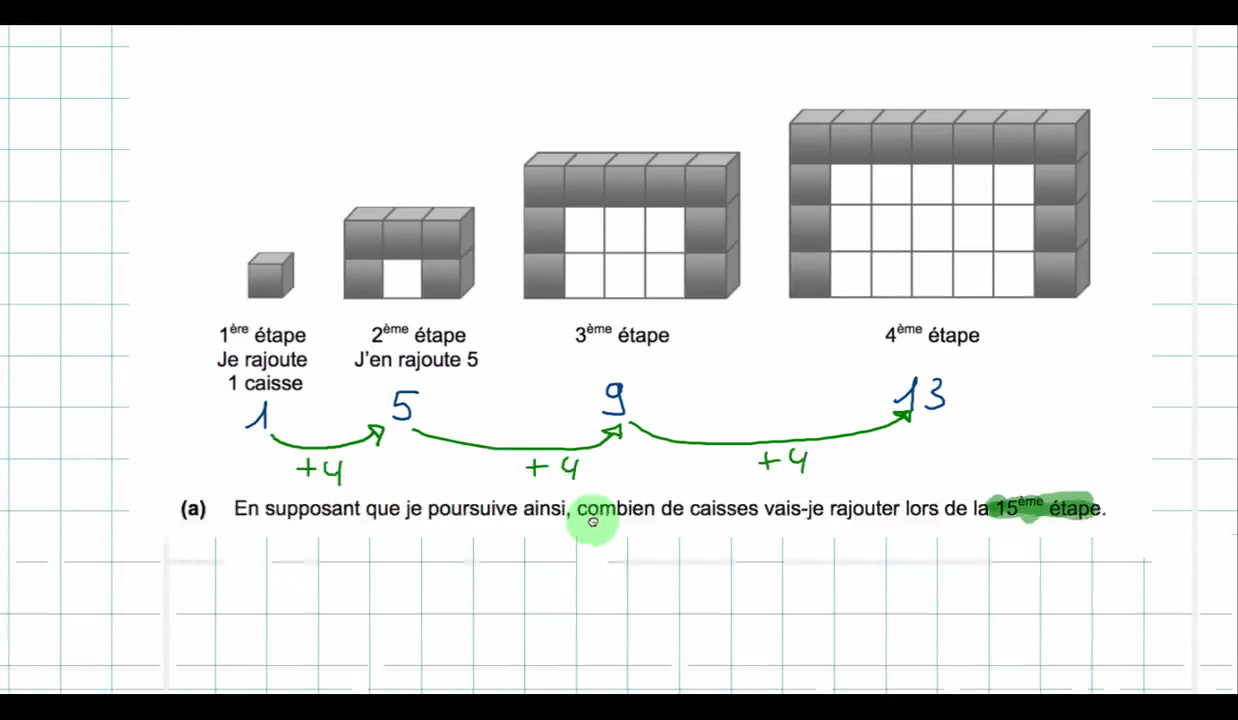 1ère étape
Je rajoute
1 caisse
2ème étape
J'en rajoute 5
3ème étape
4ème étape
1 5 9 13
+4 +4 +4
(a) En supposant que je poursuive ainsi, combien de caisses vais-je rajouter lors de la 15ème étape.